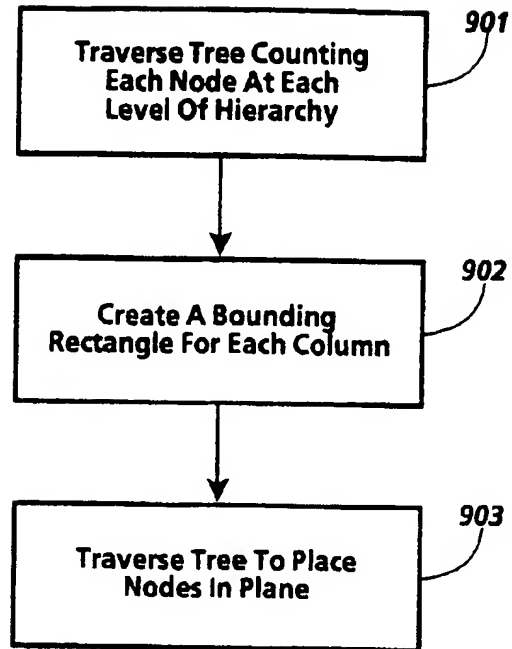 901
Traverse Tree Counting
Each Node At Each
Level Of Hierarchy
902
Create A Bounding
Rectangle For Each Column
903
Traverse Tree To Place
Nodes In Plane